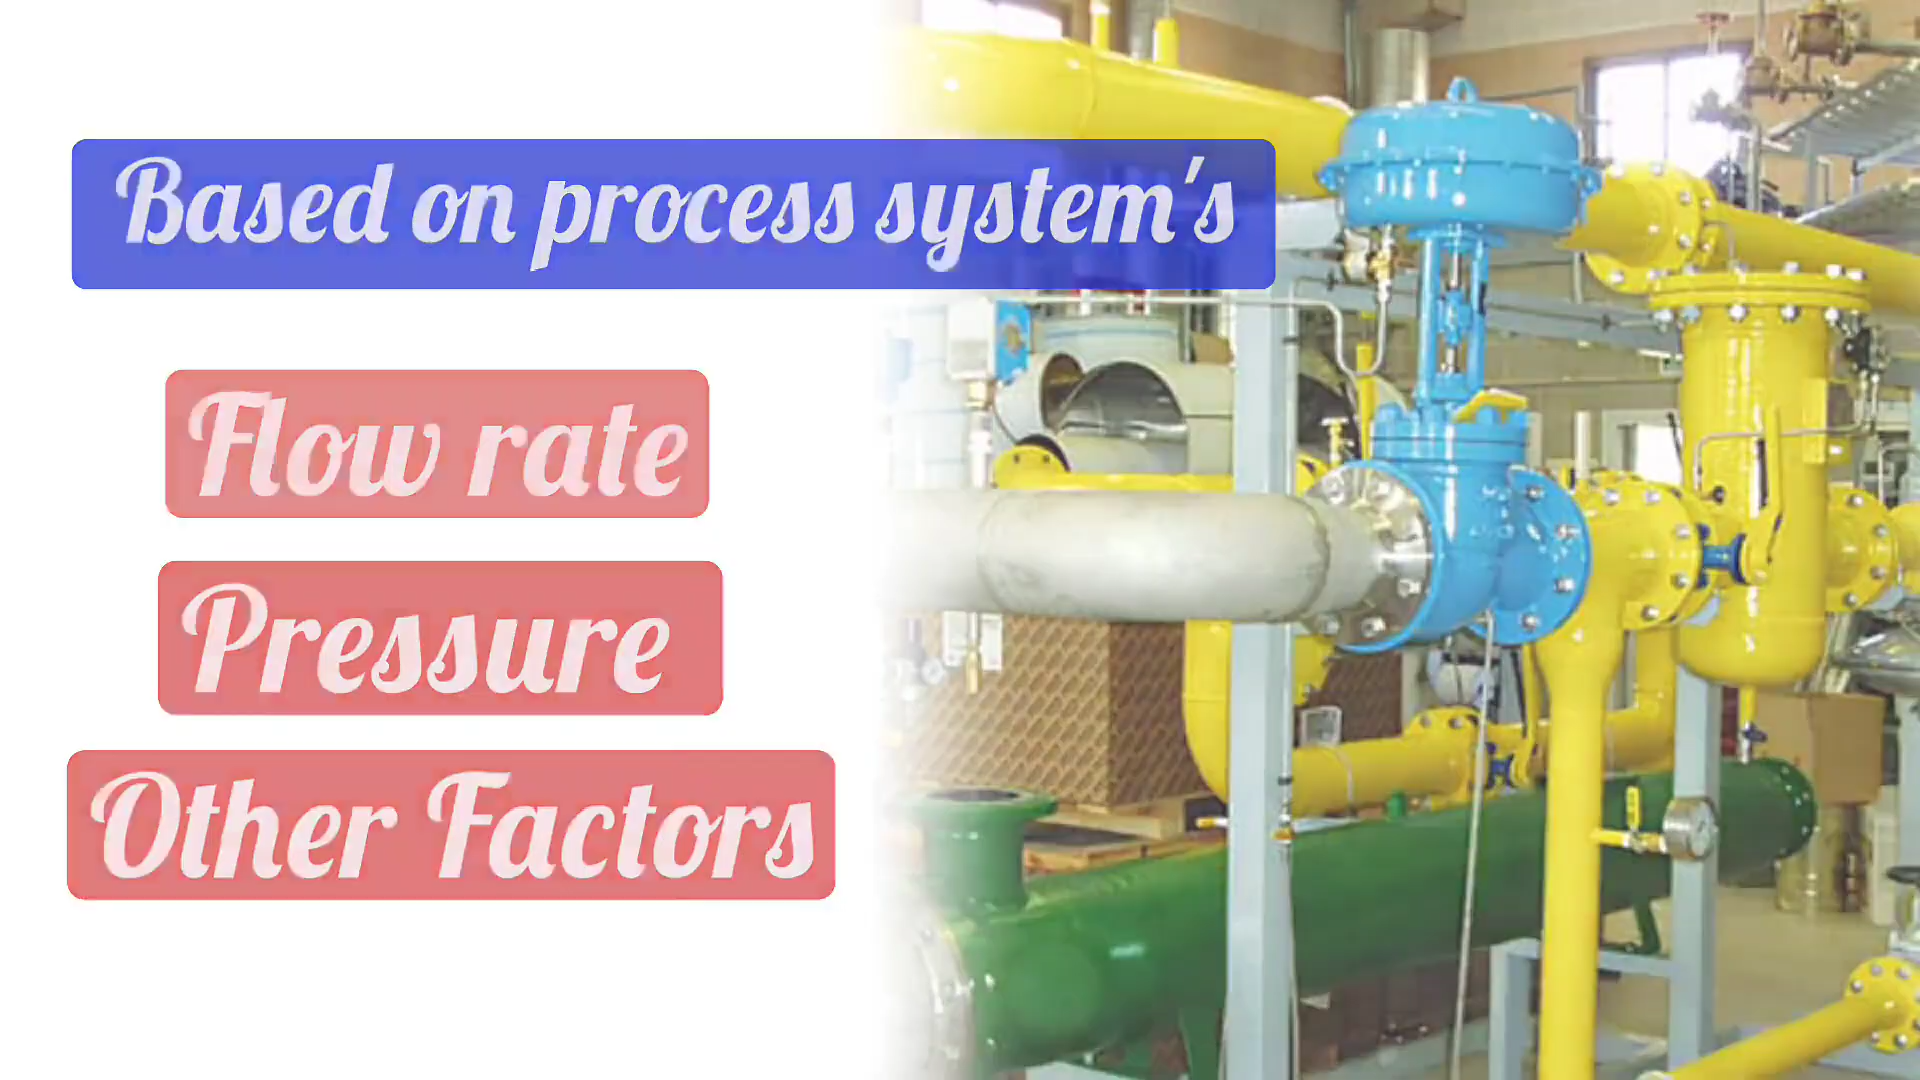 Based on process system's
Flow rate
Pressure
Other Factors